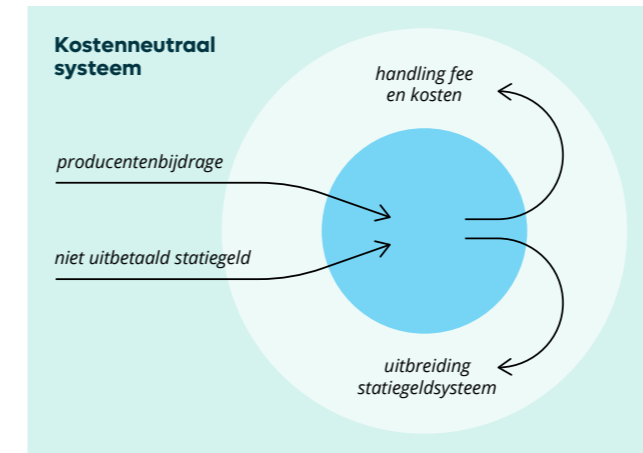 Kostenneutraal
systeem
handling fee
en kosten
producentenbijdrage
niet uitbetaald statiegeld
uitbreiding
statiegeldsysteem